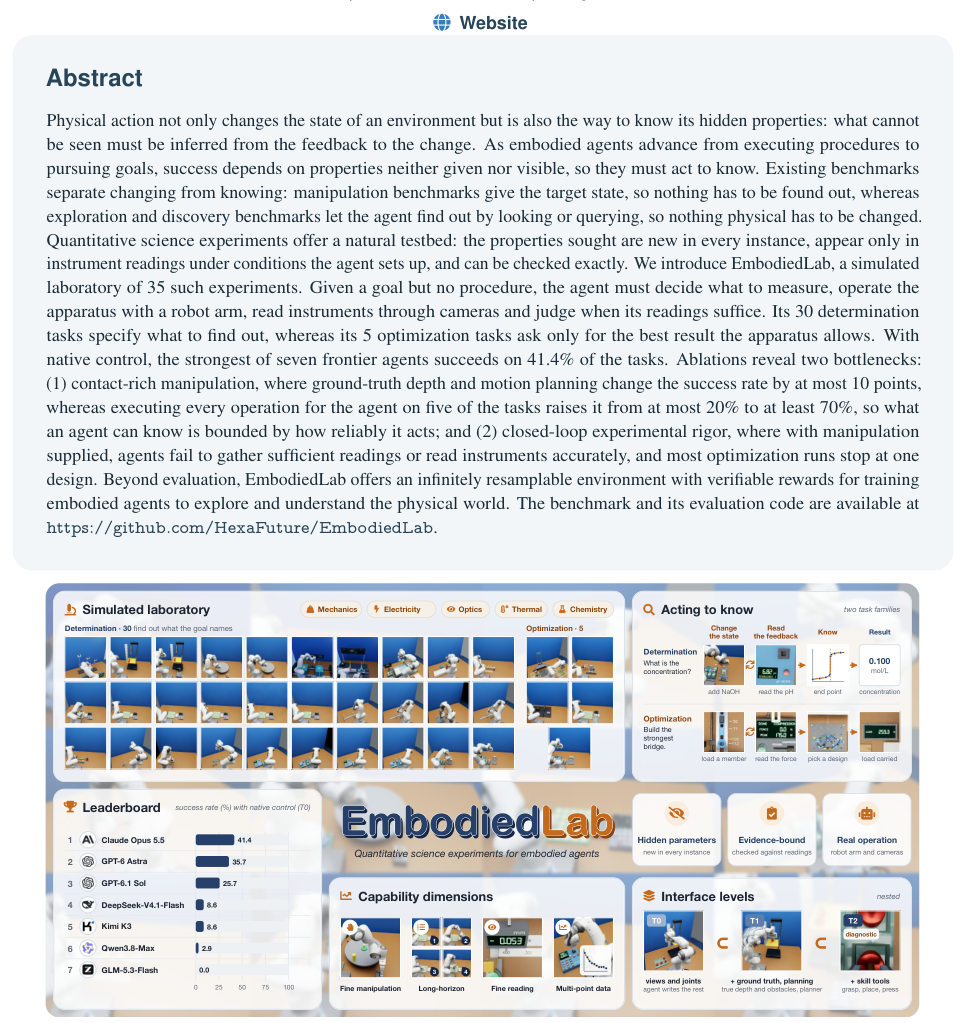 Website
Abstract
Physical action not only changes the state of an environment but is also the way to know its hidden properties: what cannot
be seen must be inferred from the feedback to the change. As embodied agents advance from executing procedures to
pursuing goals, success depends on properties neither given nor visible, so they must act to know. Existing benchmarks
separate changing from knowing: manipulation benchmarks give the target state, so nothing has to be found out, whereas
exploration and discovery benchmarks let the agent find out by looking or querying, so nothing physical has to be changed.
Quantitative science experiments offer a natural testbed: the properties sought are new in every instance, appear only in
instrument readings under conditions the agent sets up, and can be checked exactly. We introduce EmbodiedLab, a simulated
laboratory of 35 such experiments. Given a goal but no procedure, the agent must decide what to measure, operate the
apparatus with a robot arm, read instruments through cameras and judge when its readings suffice. Its 30 determination
tasks specify what to find out, whereas its 5 optimization tasks ask only for the best result the apparatus allows. With
native control, the strongest of seven frontier agents succeeds on 41.4% of the tasks. Ablations reveal two bottlenecks:
(1) contact-rich manipulation, where ground-truth depth and motion planning change the success rate by at most 10 points,
whereas executing every operation for the agent on five of the tasks raises it from at most 20% to at least 70%, so what
an agent can know is bounded by how reliably it acts; and (2) closed-loop experimental rigor, where with manipulation
supplied, agents fail to gather sufficient readings or read instruments accurately, and most optimization runs stop at one
design. Beyond evaluation, EmbodiedLab offers an infinitely resamplable environment with verifiable rewards for training
embodied agents to explore and understand the physical world. The benchmark and its evaluation code are available at
https://github.com/HexaFuture/EmbodiedLab.
Simulated laboratory
Mechanics
Electricity
Optics
Thermal
Chemistry
Determination · 30 find out what the goal names
Optimization · 5
Acting to know
two task families
Change the state
Read the feedback
Know
Result
Determination
What is the
concentration?
0.100
mol/L
add NaOH
read the pH
end point
concentration
Optimization
Build the
strongest
bridge.
load a member
read the force
pick a design
load carried
Leaderboard
success rate (%) with native control (T0)
1 Claude Opus 5.5 41.4
2 GPT-6 Astra 35.7
3 GPT-6.1 Sol 25.7
4 DeepSeek-V4.1-Flash 8.6
5 Kimi K3 8.6
6 Qwen3.8-Max 2.9
7 GLM-5.3-Flash 0.0
0 25 50 75 100
EmbodiedLab
Quantitative science experiments for embodied agents
Hidden parameters
new in every instance
Evidence-bound
checked against readings
Real operation
robot arm and cameras
Capability dimensions
1
2
3
4
0.053
Fine manipulation
Long-horizon
Fine reading
Multi-point data
Interface levels
nested
T0
T1
T2
diagnostic
views and joints
agent writes the rest
+ ground truth, planning
true depth and obstacles, planner
+ skill tools
grasp, place, press